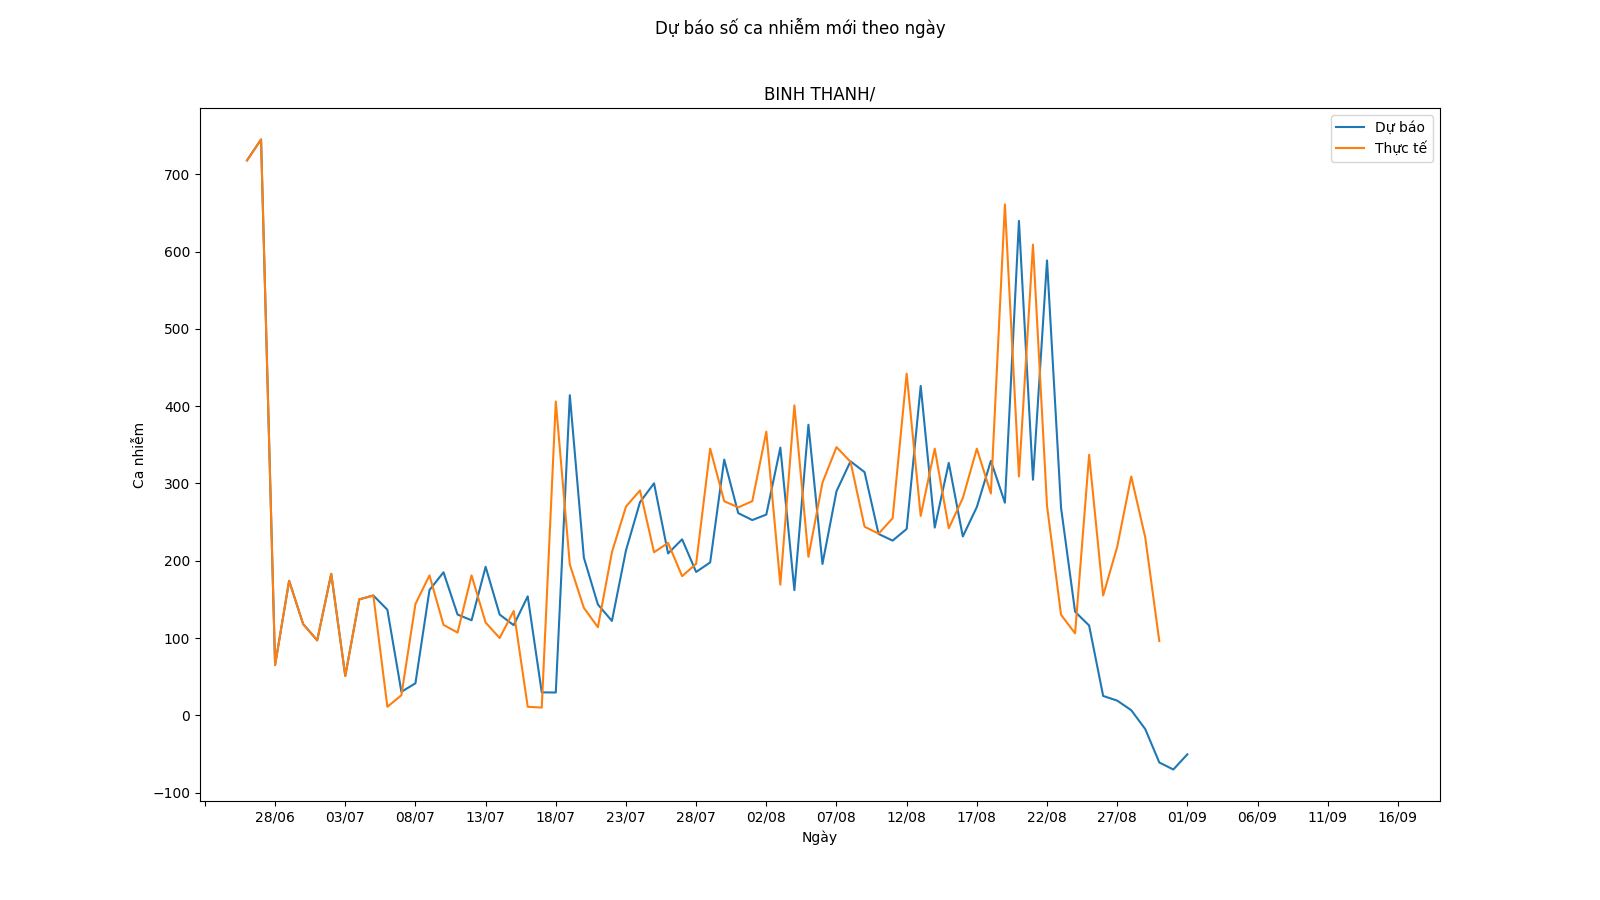 Dự báo số ca nhiễm mới theo ngày
BINH THANH/
Dự báo
Thực tế
700
600
500
400
300
200
100
0
−100
Ca nhiễm
28/06 03/07 08/07 13/07 18/07 23/07 28/07 02/08 07/08 12/08 17/08 22/08 27/08 01/09 06/09 11/09 16/09
Ngày